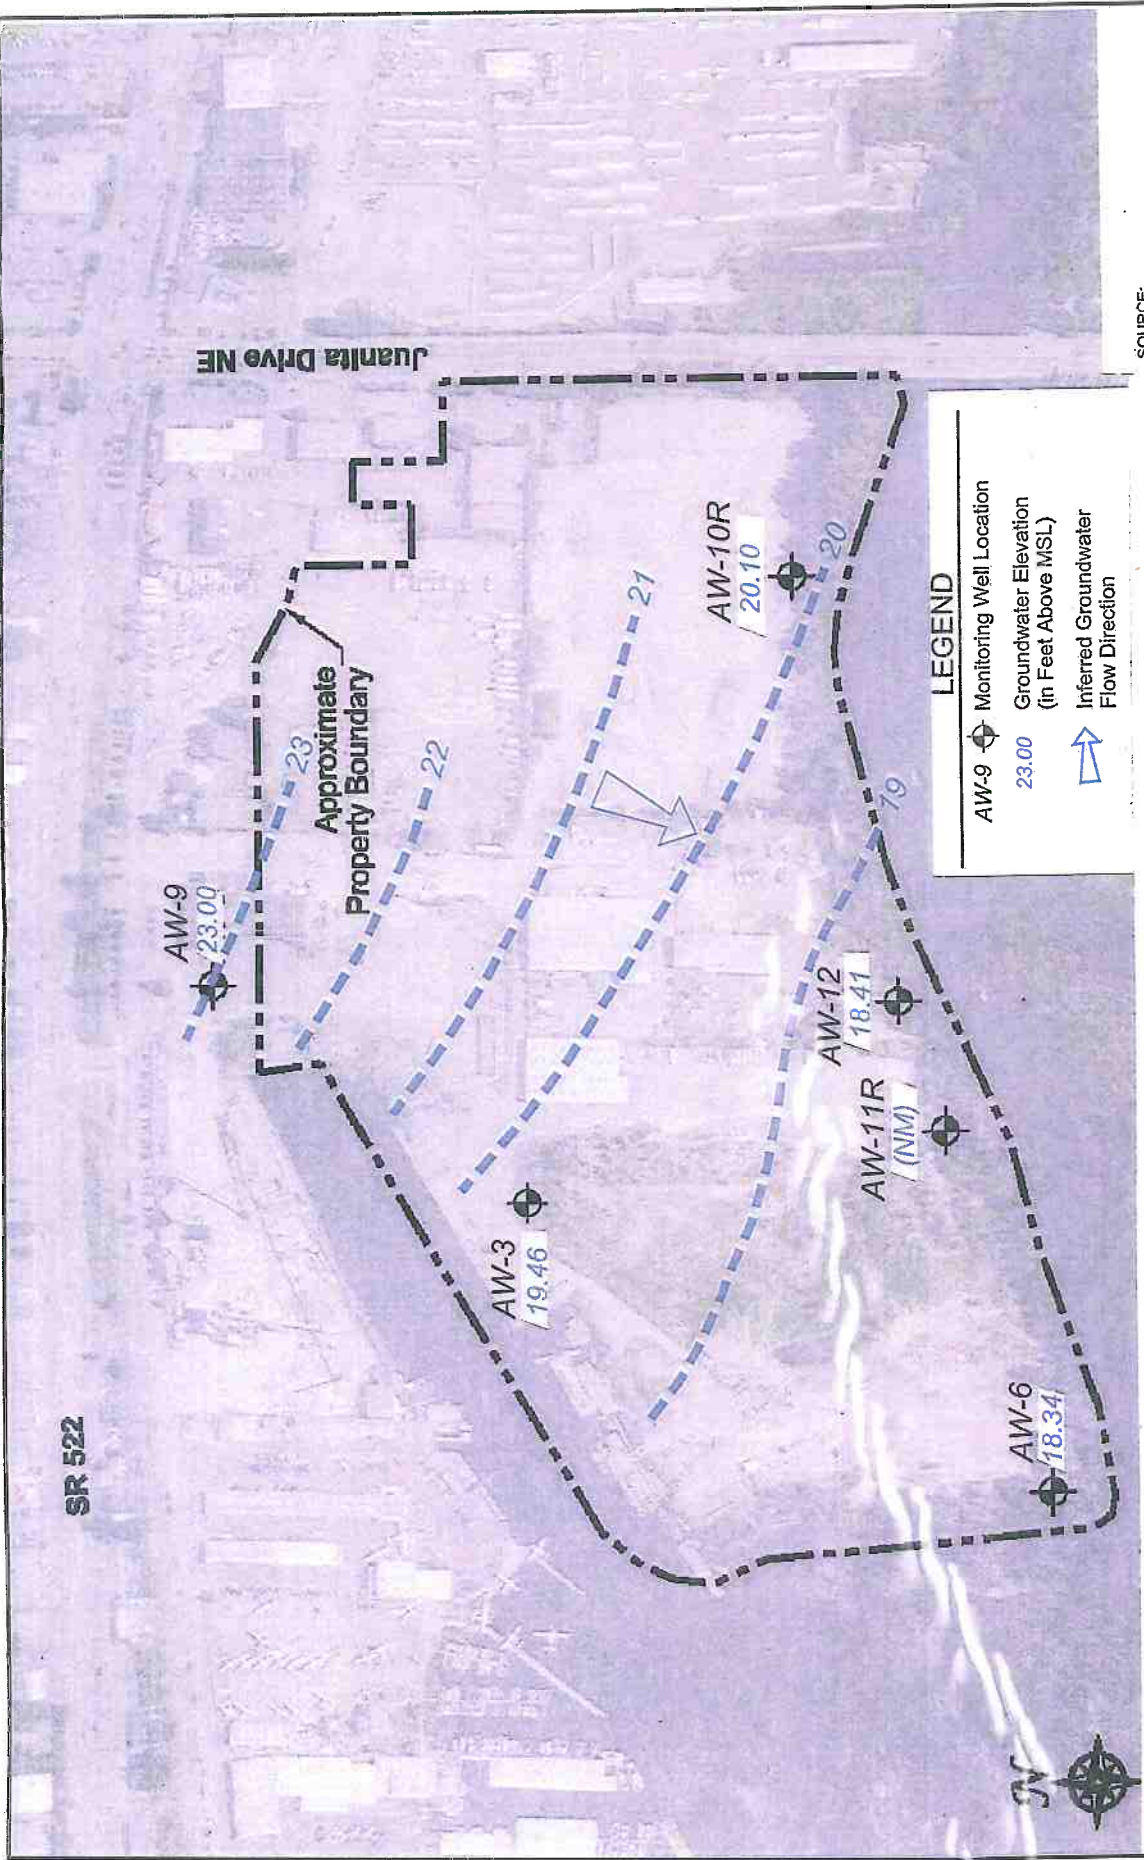 SR 522
Juanita Drive NE
AW-9
23.00
23
Approximate
Property Boundary
22
21
AW-3
19.46
AW-10R
20.10
20
19
AW-12
18.41
AW-11R
(NM)
AW-6
18.34
N
LEGEND
AW-9 Monitoring Well Location
23.00 Groundwater Elevation
(in Feet Above MSL)
Inferred Groundwater
Flow Direction
SOURCE: